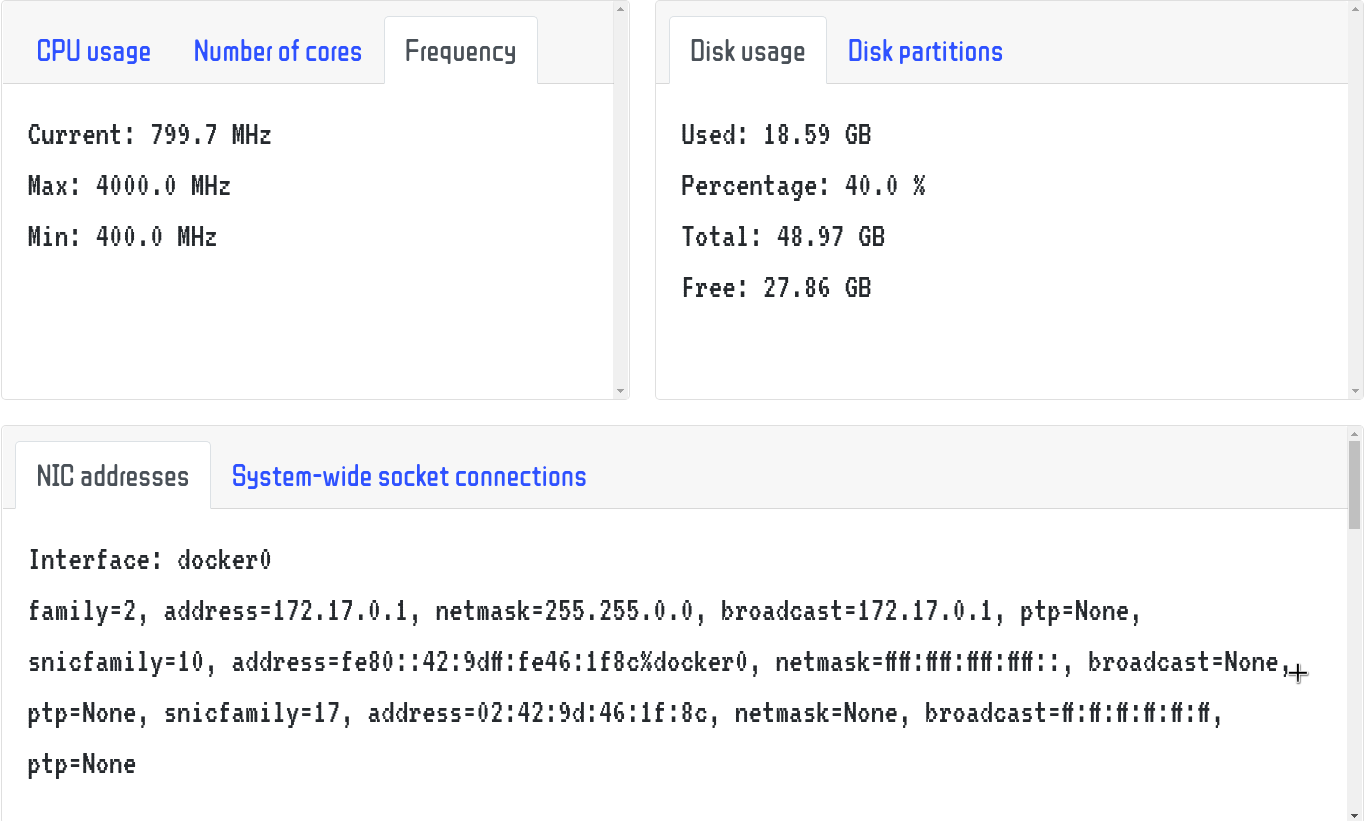 CPU usage Number of cores Frequency
Current: 799.7 MHz
Max: 4000.0 MHz
Min: 400.0 MHz
Disk usage Disk partitions
Used: 18.59 GB
Percentage: 40.0 %
Total: 48.97 GB
Free: 27.86 GB
NIC addresses System-wide socket connections
Interface: docker0
family=2, address=172.17.0.1, netmask=255.255.0.0, broadcast=172.17.0.1, ptp=None,
snicfamily=10, address=fe80::42:9dff:fe46:1f8c%docker0, netmask=ffff:ffff:ffff:ffff::, broadcast=None,
ptp=None, snicfamily=17, address=02:42:9d:46:1f:8c, netmask=None, broadcast=ff:ff:ff:ff:ff:ff,
ptp=None